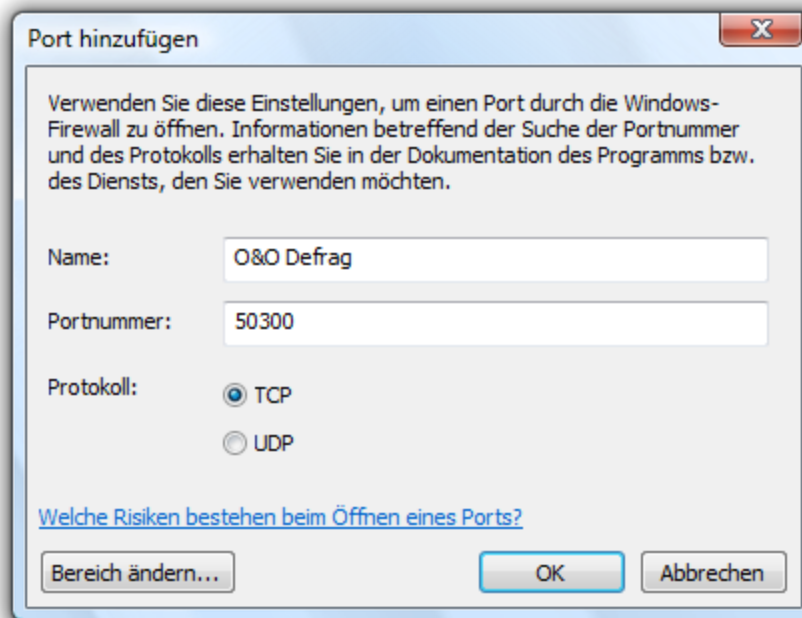 Port hinzufügen
Verwenden Sie diese Einstellungen, um einen Port durch die Windows-
Firewall zu öffnen. Informationen betreffend der Suche der Portnummer
und des Protokolls erhalten Sie in der Dokumentation des Programms bzw.
des Diensts, den Sie verwenden möchten.
Name: O&O Defrag
Portnummer: 50300
Protokoll: TCP
UDP
Welche Risiken bestehen beim Öffnen eines Ports?
Bereich ändern... OK Abbrechen